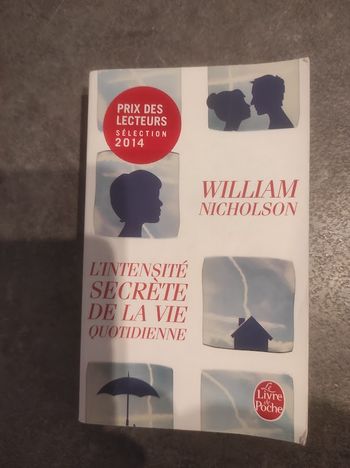 PRIX DES
LECTEURS
SÉLECTION
2014
WILLIAM
NICHOLSON
L'INTENSITÉ
SECRÈTE
DE LA VIE
QUOTIDIENNE
Le
Livre
de
Poche